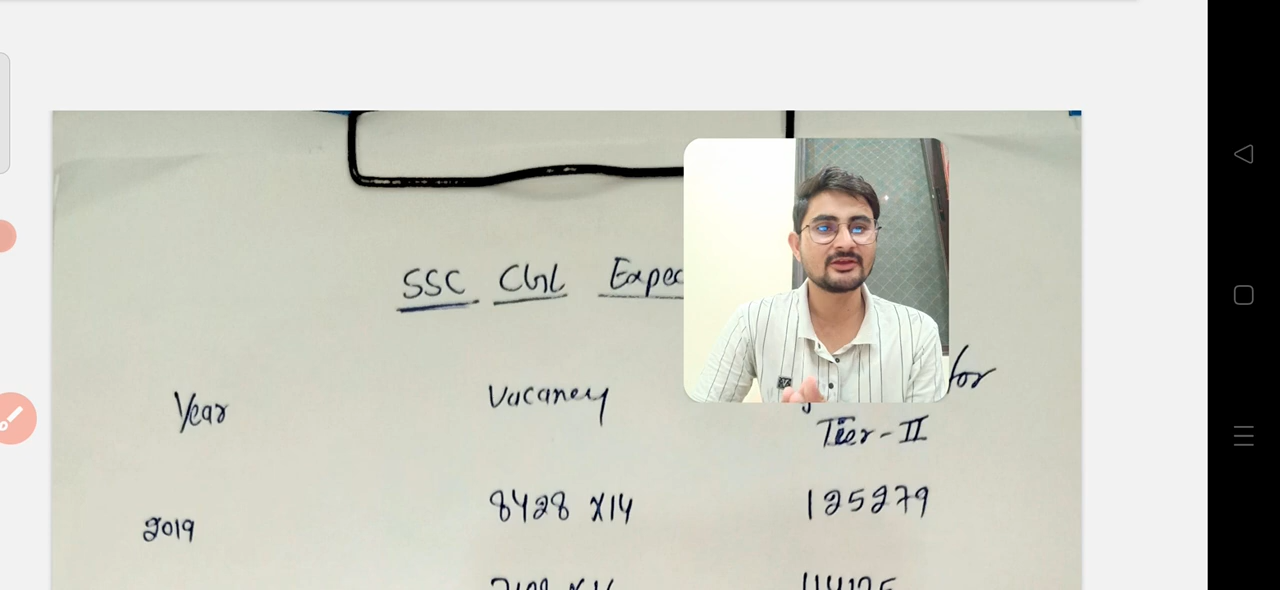 SSC CGL Expec
for
Year Vacancy
Tier-II
2019 8428 X14 125279